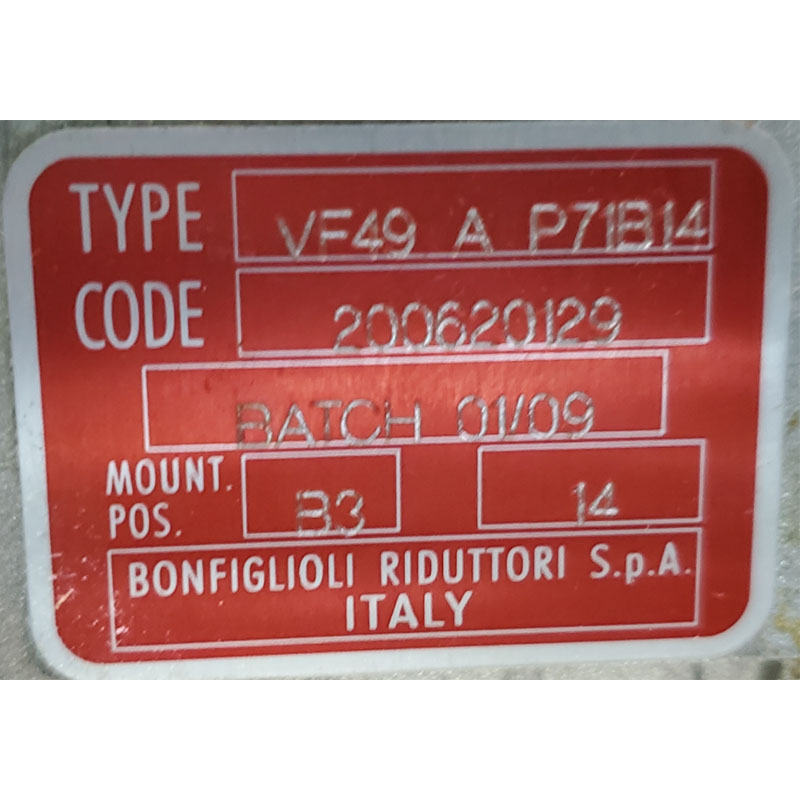 TYPE VF49 A P71B14
CODE 200620129
BATCH 01/09
MOUNT. POS. B3 14
BONFIGLIOLI RIDUTTORI S.p.A.
ITALY